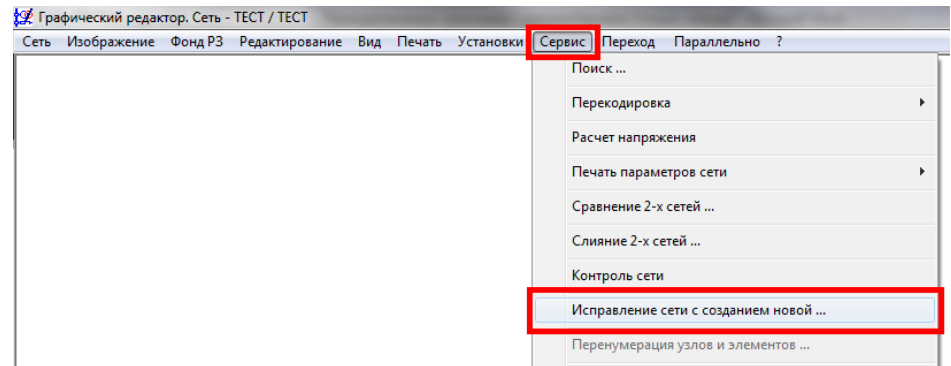 Графический редактор. Сеть - ТЕСТ / ТЕСТ
Сеть Изображение Фонд РЗ Редактирование Вид Печать Установки Сервис Переход Параллельно ?
Поиск ...
Перекодировка
Расчет напряжения
Печать параметров сети
Сравнение 2-х сетей ...
Слияние 2-х сетей ...
Контроль сети
Исправление сети с созданием новой ...
Перенумерация узлов и элементов ...